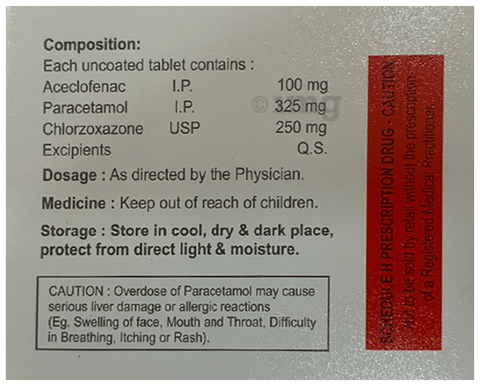 Composition:
Each uncoated tablet contains :
Aceclofenac I.P. 100 mg
Paracetamol I.P. 325 mg
Chlorzoxazone USP 250 mg
Excipients Q.S.
Dosage : As directed by the Physician.
Medicine : Keep out of reach of children.
Storage : Store in cool, dry & dark place,
protect from direct light & moisture.
CAUTION : Overdose of Paracetamol may cause
serious liver damage or allergic reactions
(Eg. Swelling of face, Mouth and Throat, Difficulty
in Breathing, Itching or Rash).
SCHEDULE H PRESCRIPTION DRUG - CAUTION
Not to be sold by retail without the prescription
of a Registered Medical Practitioner.